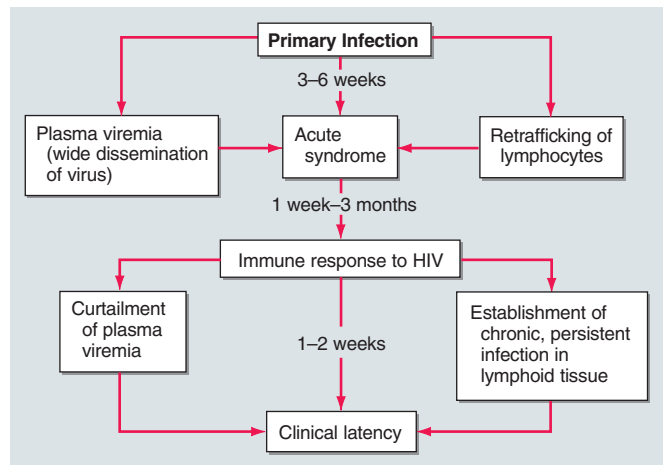 Primary Infection
3–6 weeks
Plasma viremia
(wide dissemination
of virus)
Acute
syndrome
Retrafficking of
lymphocytes
1 week–3 months
Immune response to HIV
Curtailment
of plasma
viremia
1–2 weeks
Establishment of
chronic, persistent
infection in
lymphoid tissue
Clinical latency